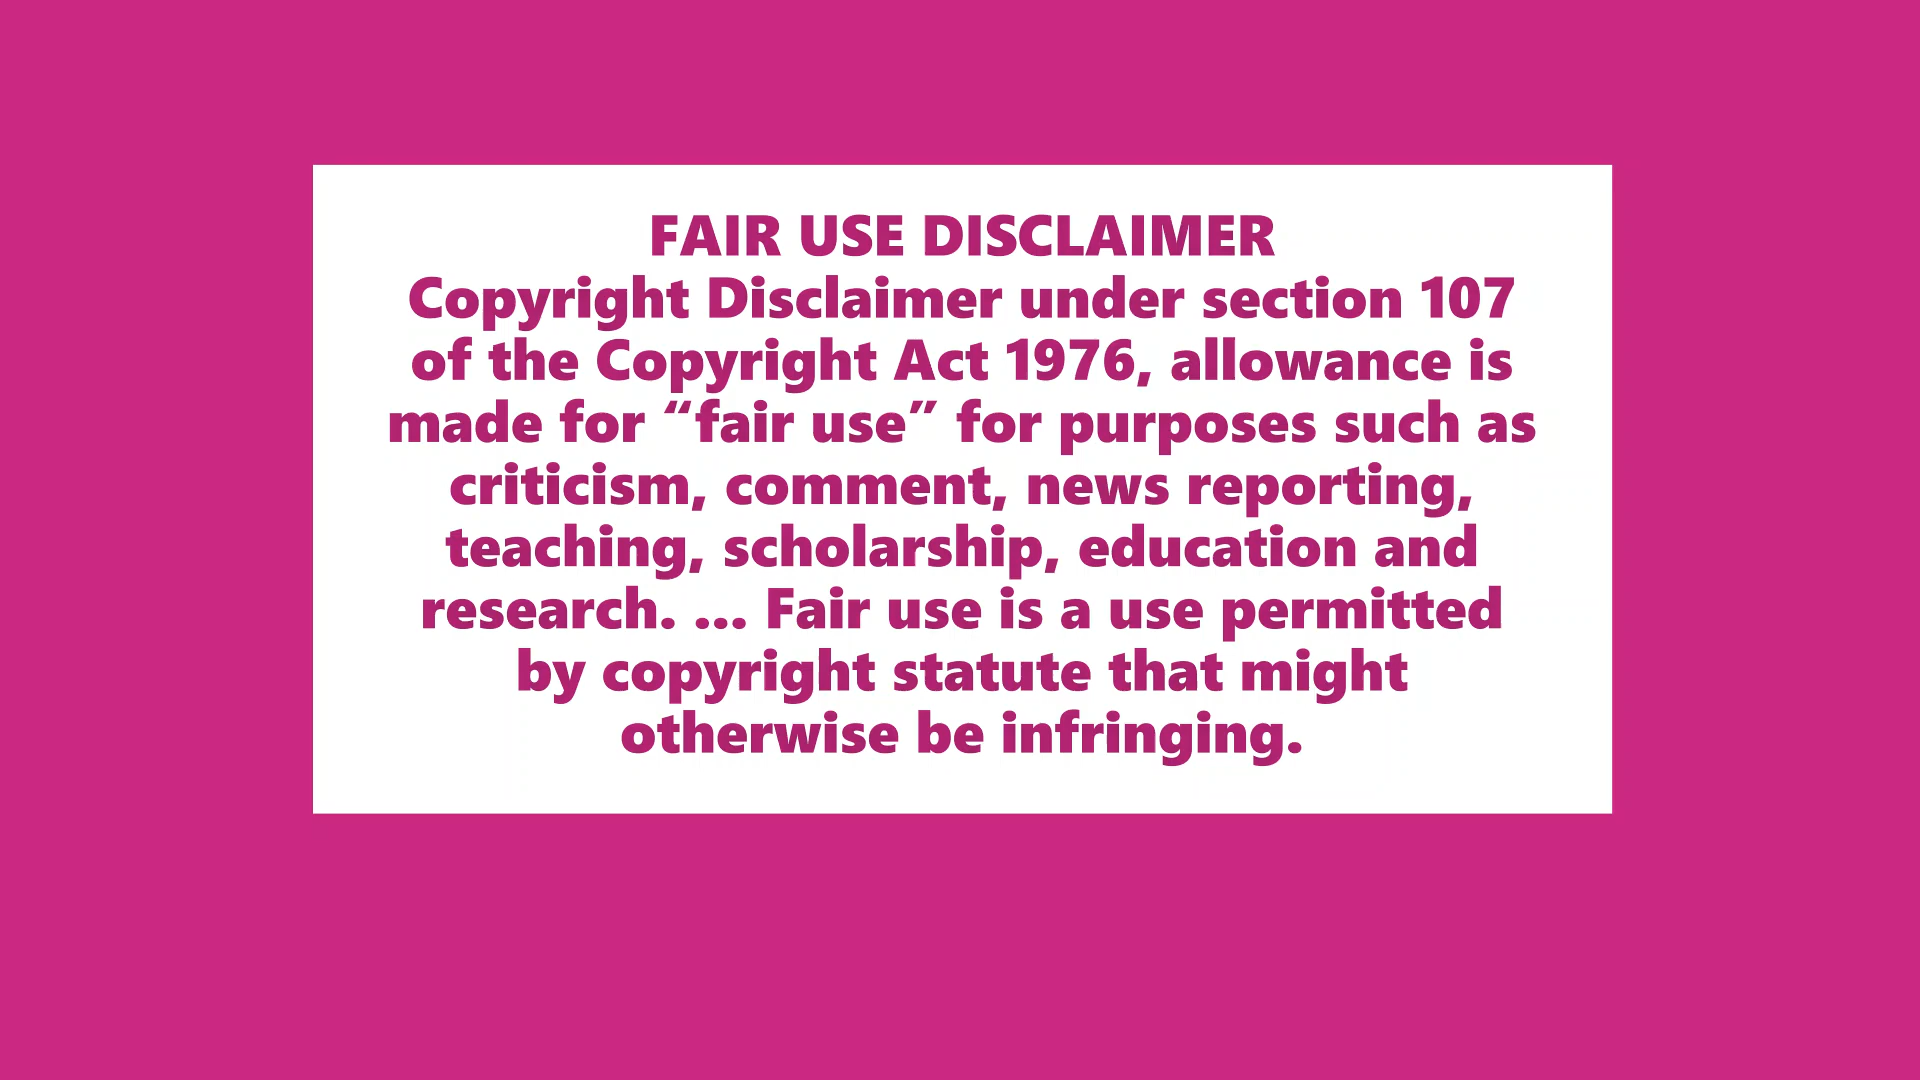 FAIR USE DISCLAIMER
Copyright Disclaimer under section 107
of the Copyright Act 1976, allowance is
made for “fair use” for purposes such as
criticism, comment, news reporting,
teaching, scholarship, education and
research. ... Fair use is a use permitted
by copyright statute that might
otherwise be infringing.